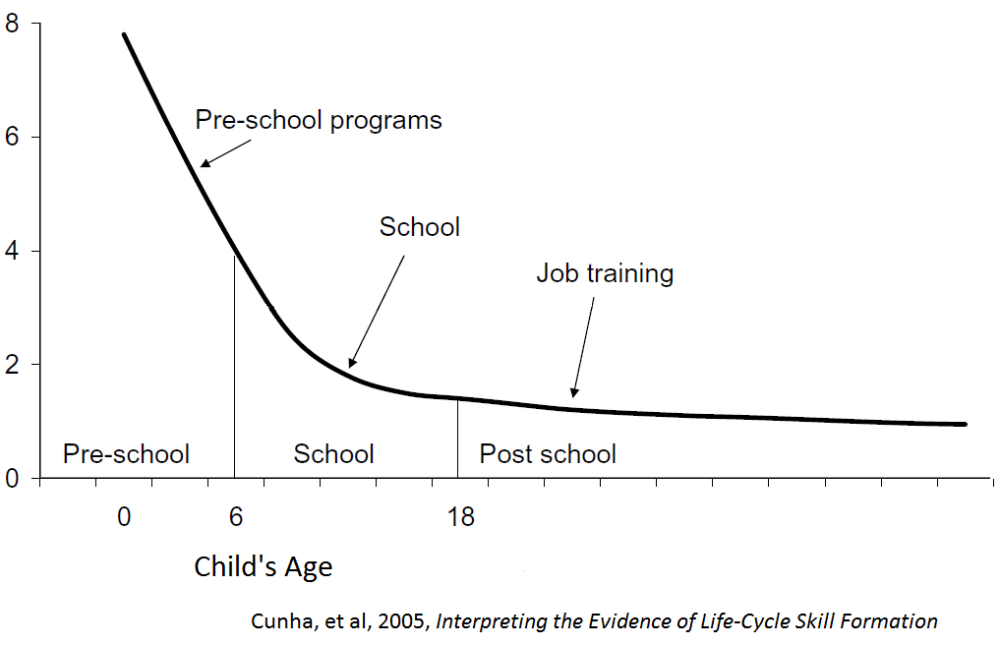 8
Pre-school programs
6
School
4
Job training
2
Pre-school School Post school
0
0 6 18
Child's Age
Cunha, et al, 2005, Interpreting the Evidence of Life-Cycle Skill Formation